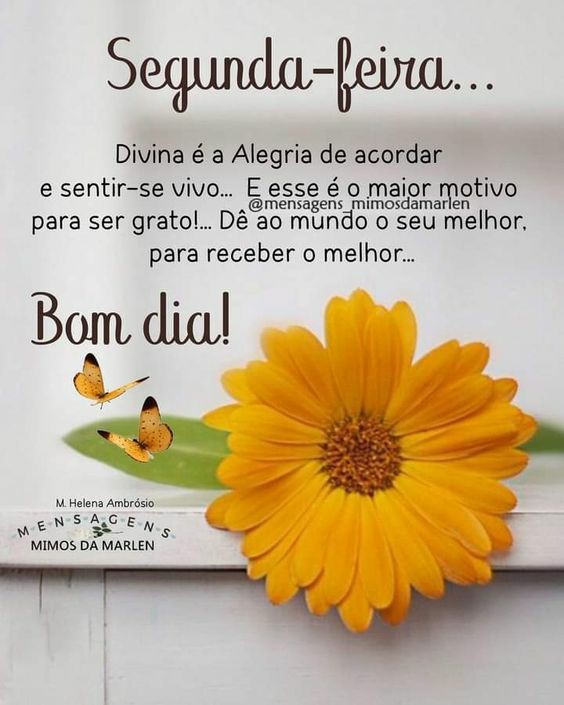 Segunda-feira...
Divina é a Alegria de acordar
e sentir-se vivo... E esse é o maior motivo
@mensagens_mimosdamarlen
para ser grato!... Dê ao mundo o seu melhor,
para receber o melhor...
Bom dia!
M. Helena Ambrósio
MENSAGENS
MIMOS DA MARLEN